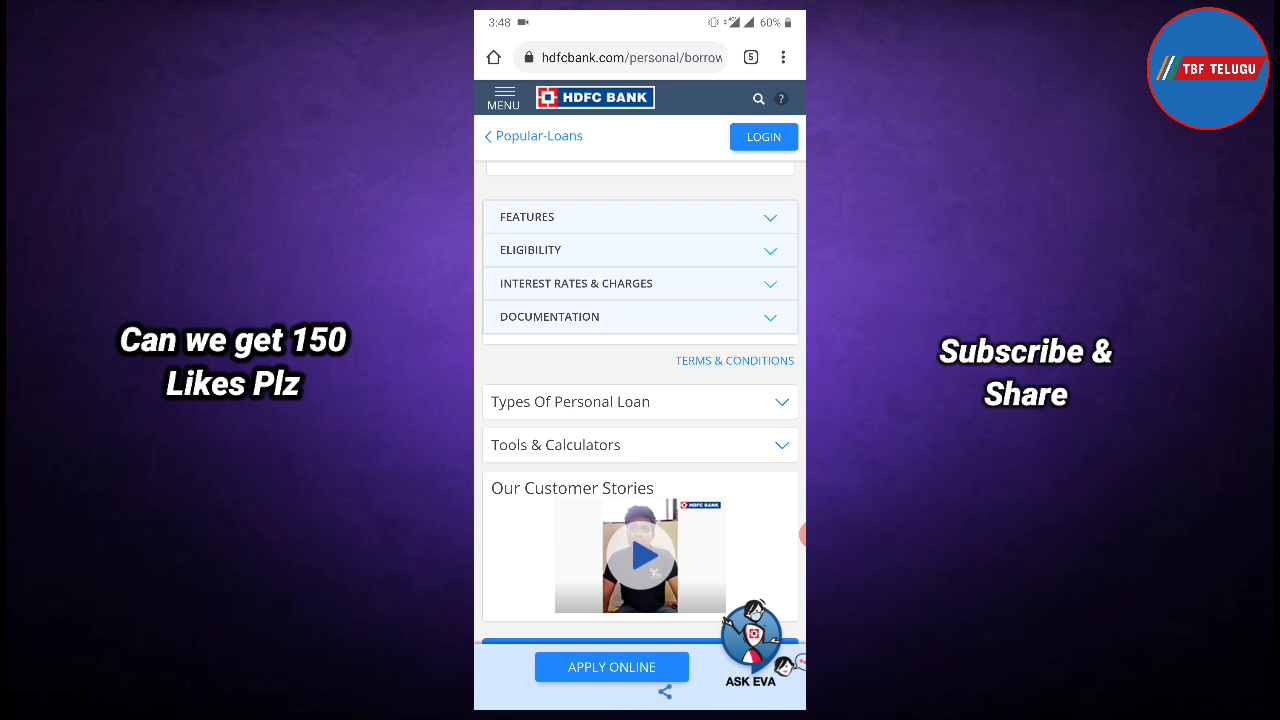 3:48
60%
hdfcbank.com/personal/borrow
5
TBF TELUGU
MENU
HDFC BANK
?
Popular-Loans
LOGIN
FEATURES
ELIGIBILITY
INTEREST RATES & CHARGES
DOCUMENTATION
TERMS & CONDITIONS
Types Of Personal Loan
Tools & Calculators
Our Customer Stories
HDFC BANK
APPLY ONLINE
ASK EVA
Can we get 150
Likes Plz
Subscribe &
Share